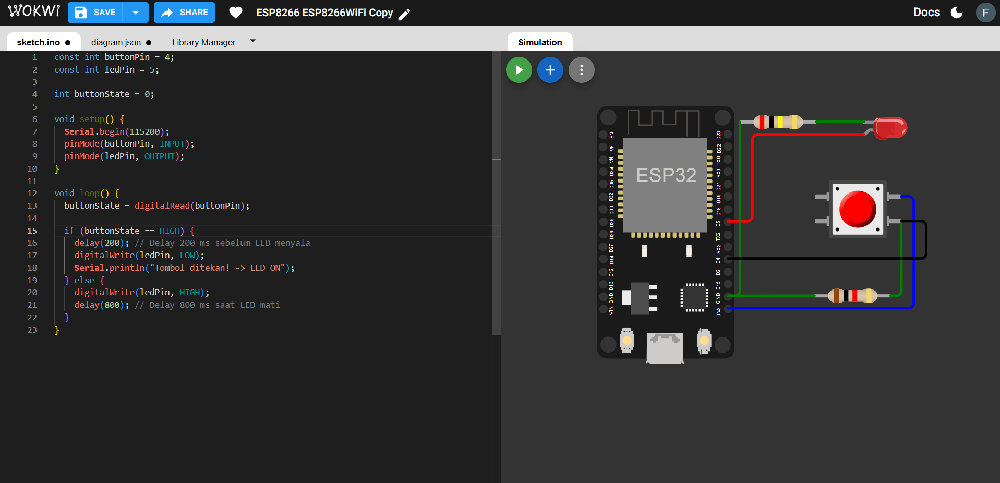 WOKWi
SAVE
SHARE
ESP8266 ESP8266WiFi Copy
Docs
F
sketch.ino ●
diagram.json ●
Library Manager
Simulation
1 const int buttonPin = 4;
2 const int ledPin = 5;
3
4 int buttonState = 0;
5
6 void setup() {
7 Serial.begin(115200);
8 pinMode(buttonPin, INPUT);
9 pinMode(ledPin, OUTPUT);
10 }
11
12 void loop() {
13 buttonState = digitalRead(buttonPin);
14
15 if (buttonState == HIGH) {
16 delay(200); // Delay 200 ms sebelum LED menyala
17 digitalWrite(ledPin, LOW);
18 Serial.println("Tombol ditekan! -> LED ON");
19 } else {
20 digitalWrite(ledPin, HIGH);
21 delay(800); // Delay 800 ms saat LED mati
22 }
23 }
ESP32
EN
VP
VN
D34
D35
D32
D33
D25
D26
D27
D14
D12
D13
GND
VIN
D23
D22
TX0
RX0
D21
D19
D18
D5
TX2
RX2
D4
D2
D15
GND
3V3